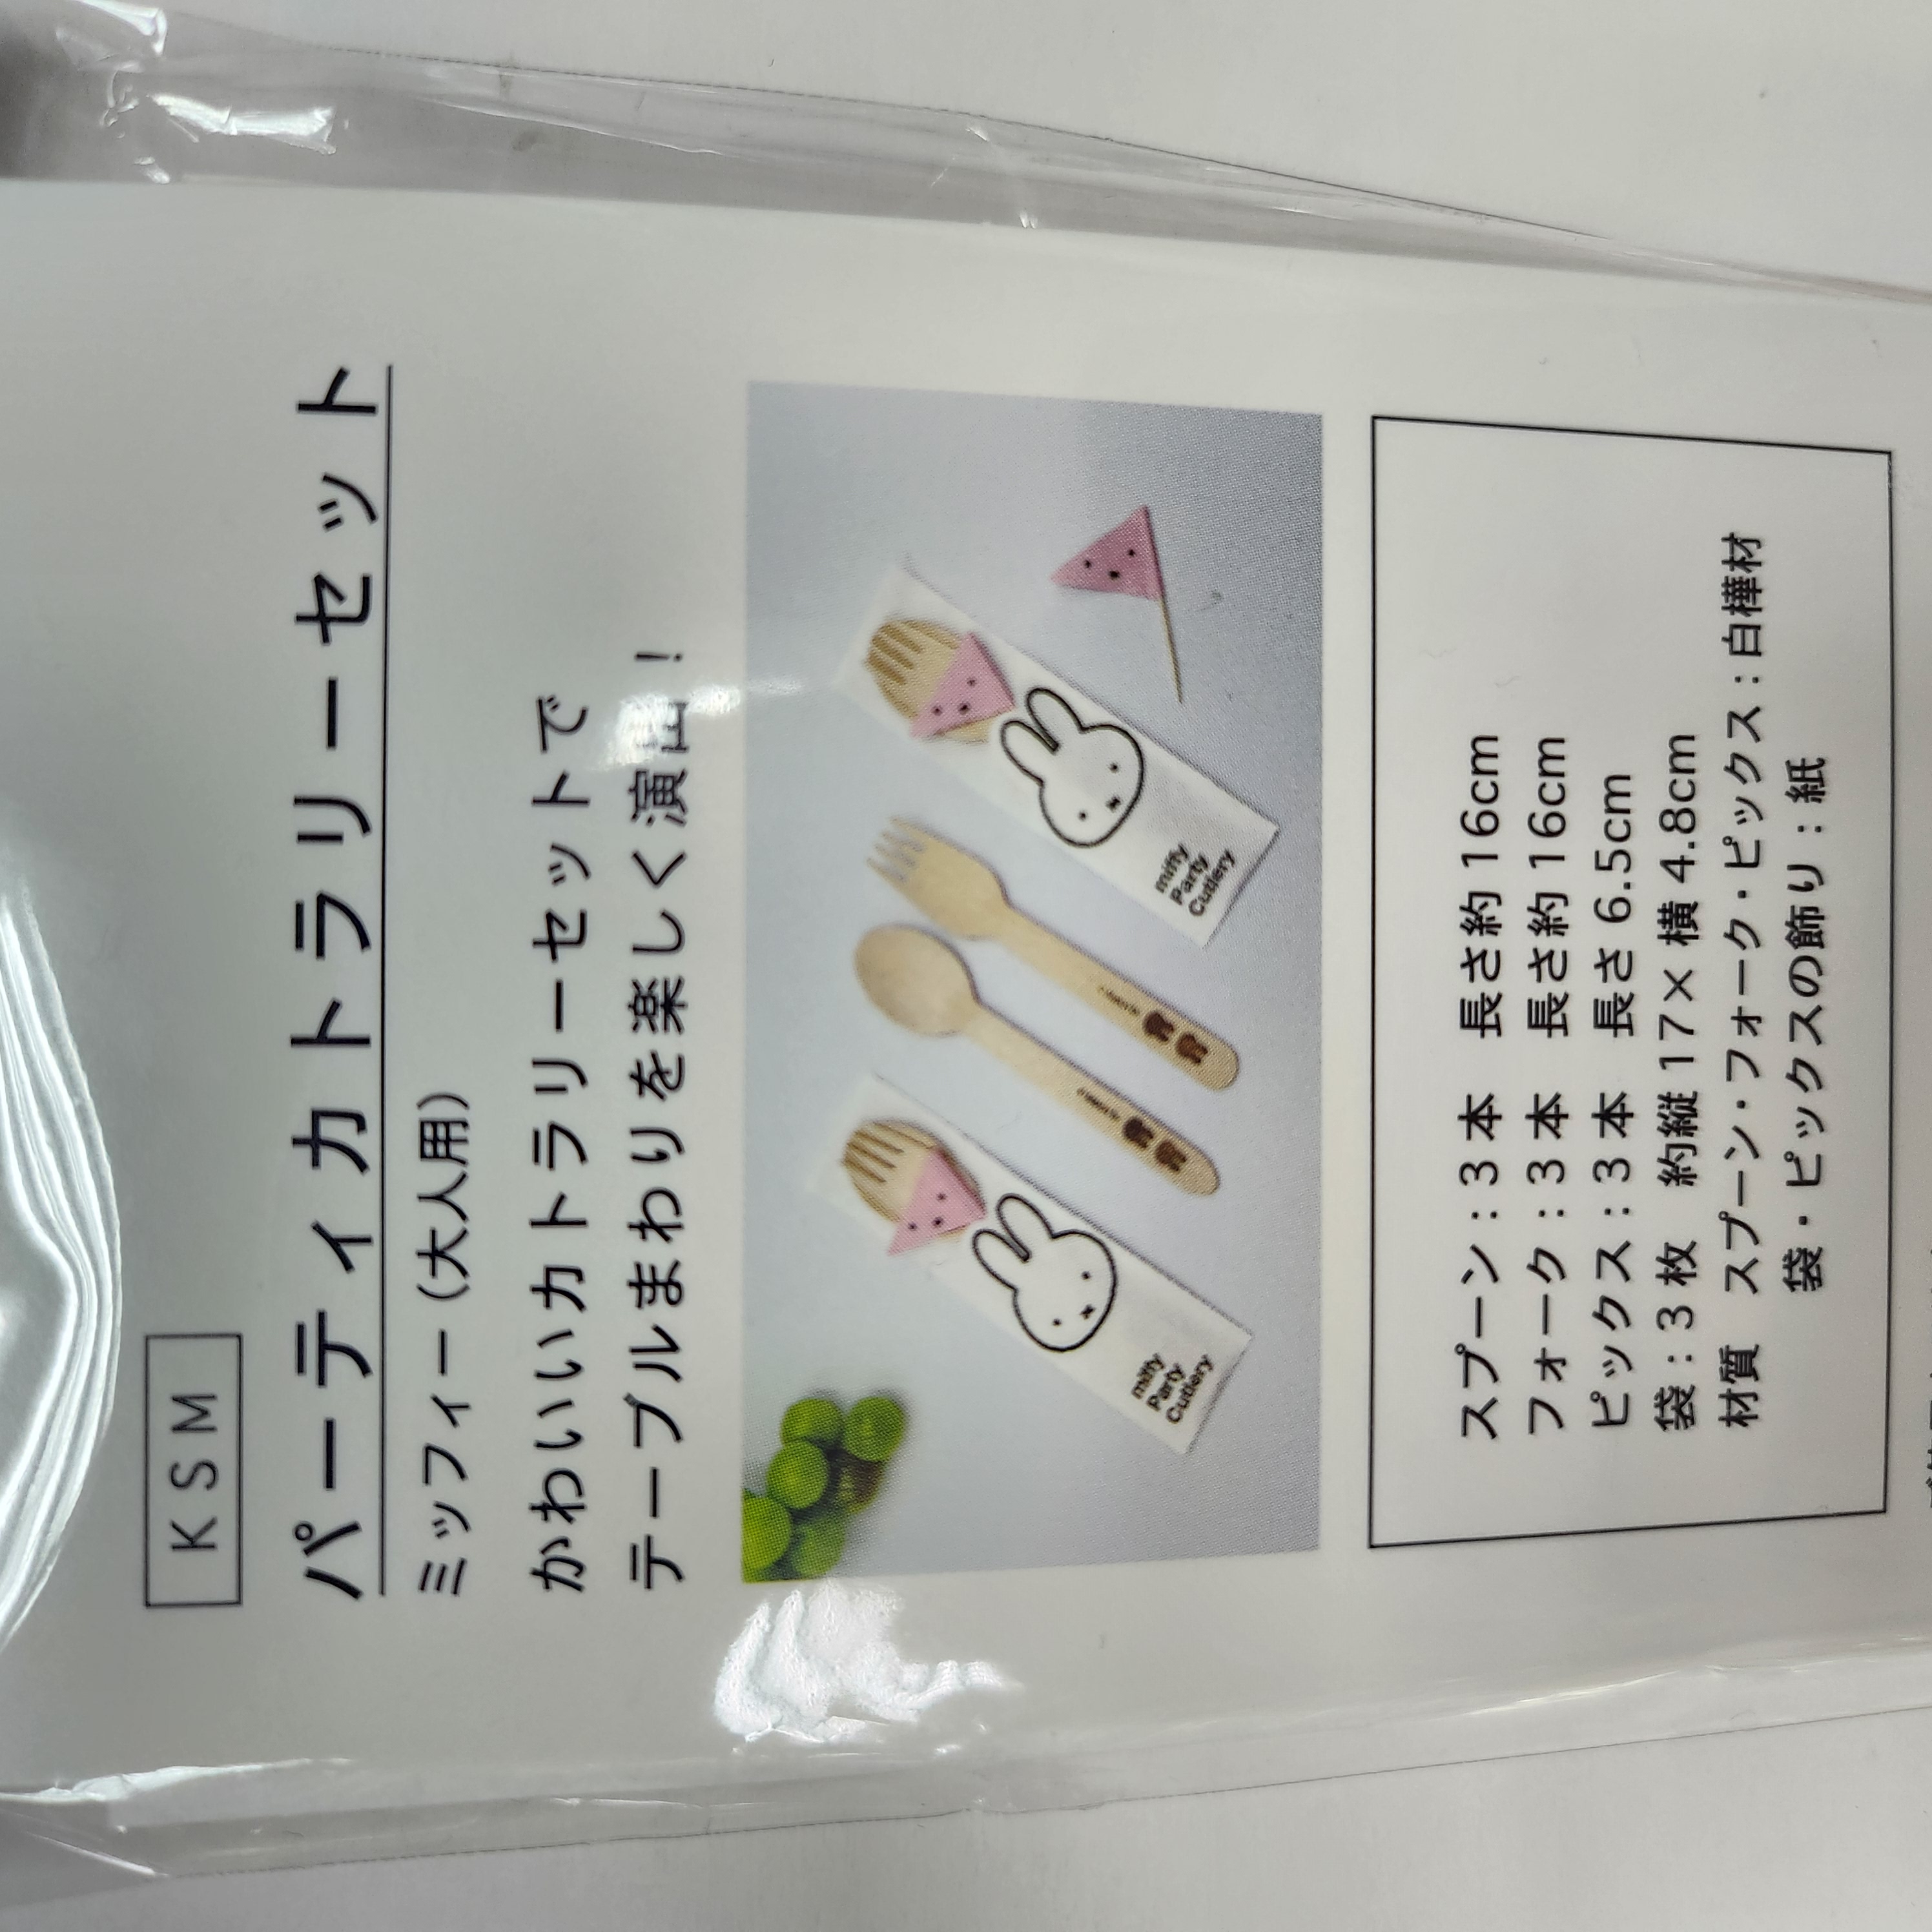 KSM
パーティカトラリーセット
ミッフィー（大人用）
かわいいカトラリーセットで
テーブルまわりを楽しく演出！
miffy
Party
Cutlery
miffy
Party
Cutlery
スプーン：3本　長さ約16cm
フォーク：3本　長さ約16cm
ピックス：3本　長さ6.5cm
袋：3枚　約縦17×横4.8cm
材質　スプーン・フォーク・ピックス：白樺材
袋・ピックスの飾り：紙